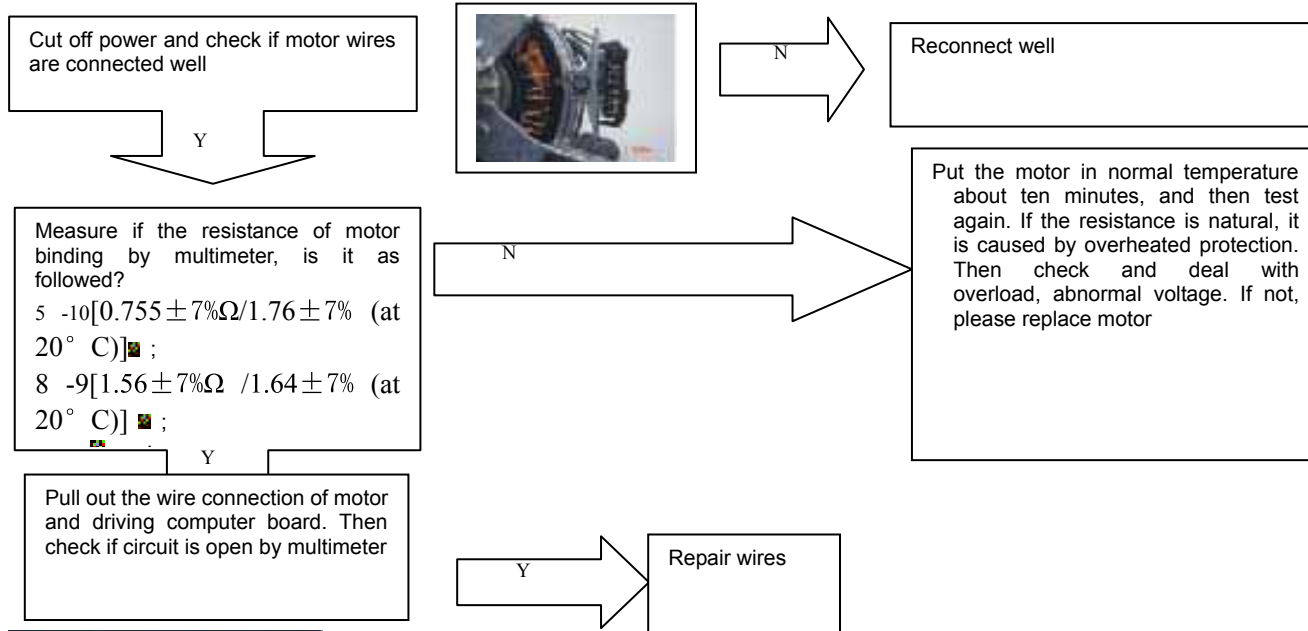 Cut off power and check if motor wires
are connected well
N
Reconnect well
Y
Put the motor in normal temperature
about ten minutes, and then test
again. If the resistance is natural, it
is caused by overheated protection.
Then check and deal with
overload, abnormal voltage. If not,
please replace motor
Measure if the resistance of motor
binding by multimeter, is it as
followed?
5 -10[0.755±7%Ω/1.76±7% (at
20° C)] ;
8 -9[1.56±7%Ω /1.64±7% (at
20° C)] ;
N
Y
Pull out the wire connection of motor
and driving computer board. Then
check if circuit is open by multimeter
Y
Repair wires